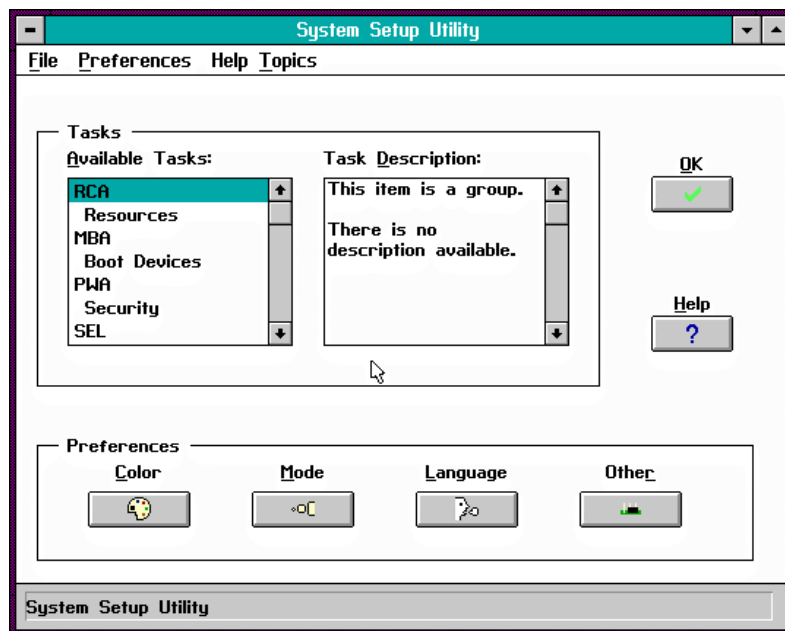 System Setup Utility
File Preferences Help Topics
Tasks
Available Tasks:
RCA
Resources
MBA
Boot Devices
PWA
Security
SEL
Task Description:
This item is a group.
There is no
description available.
OK
Help
?
Preferences
Color Mode Language Other
System Setup Utility